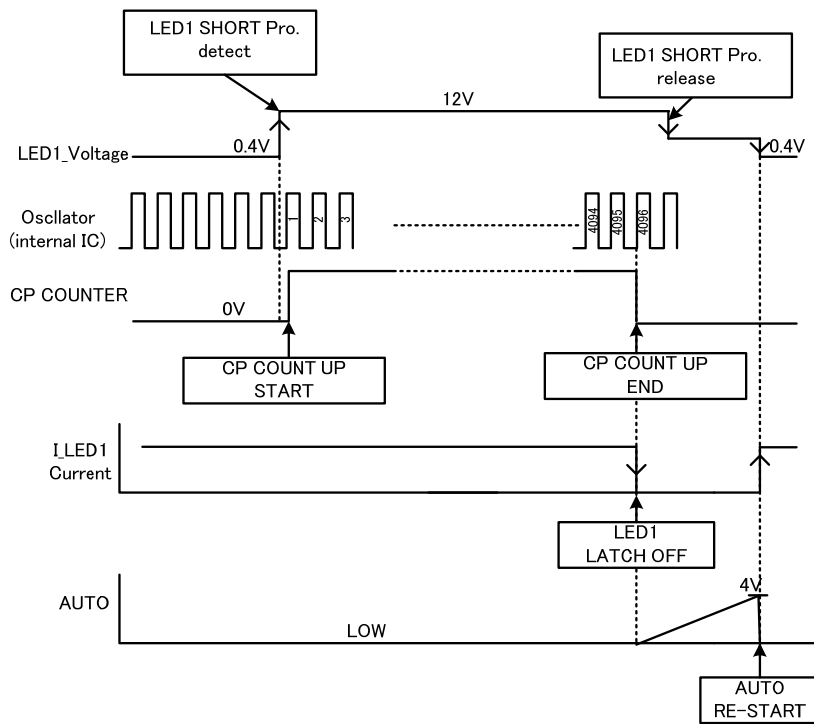 LED1 SHORT Pro.
detect
LED1 SHORT Pro.
release
12V
LED1_Voltage
0.4V
0.4V
Oscllator
(internal IC)
1
2
3
4094
4095
4096
CP COUNTER
0V
CP COUNT UP
START
CP COUNT UP
END
I_LED1
Current
LED1
LATCH OFF
AUTO
4V
LOW
AUTO
RE-START